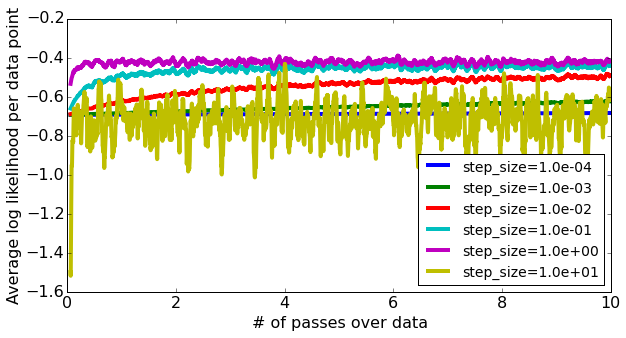 Average log likelihood per data point
−0.2
−0.4
−0.6
−0.8
−1.0
−1.2
−1.4
−1.6
0
2
4
6
8
10
# of passes over data
step_size=1.0e-04
step_size=1.0e-03
step_size=1.0e-02
step_size=1.0e-01
step_size=1.0e+00
step_size=1.0e+01